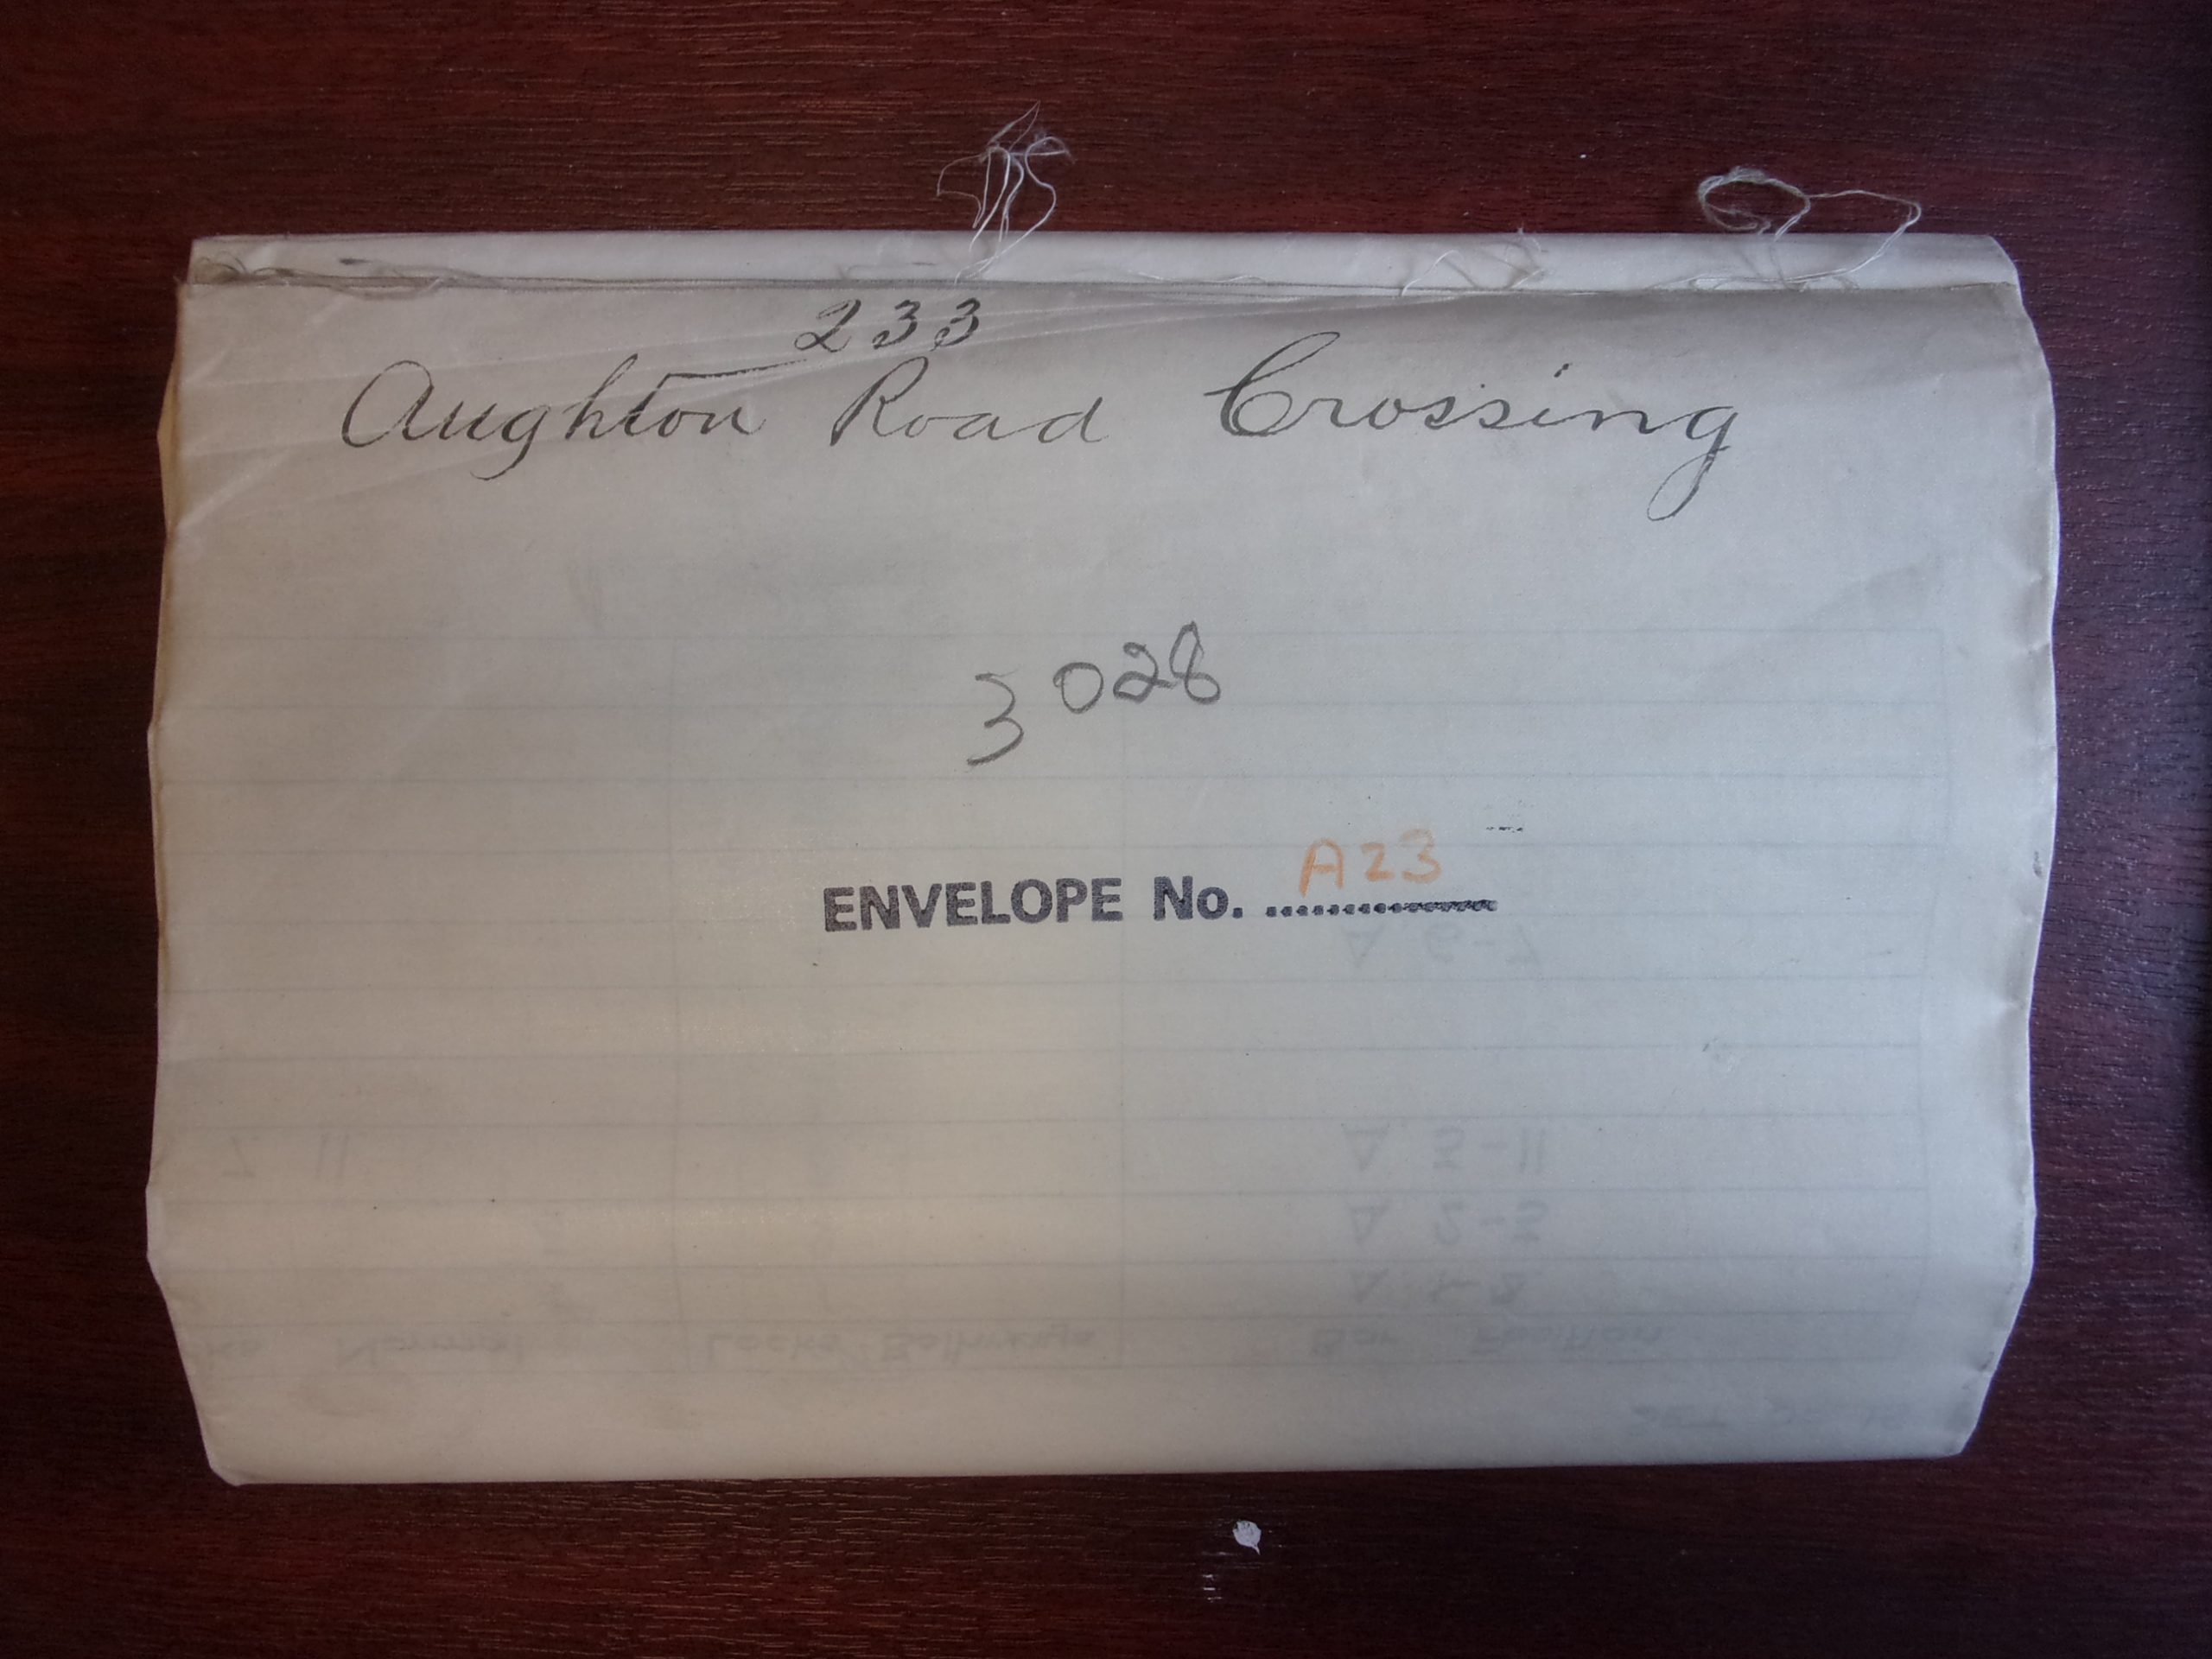 233
Aughton Road Crossing
3028
ENVELOPE No. A23